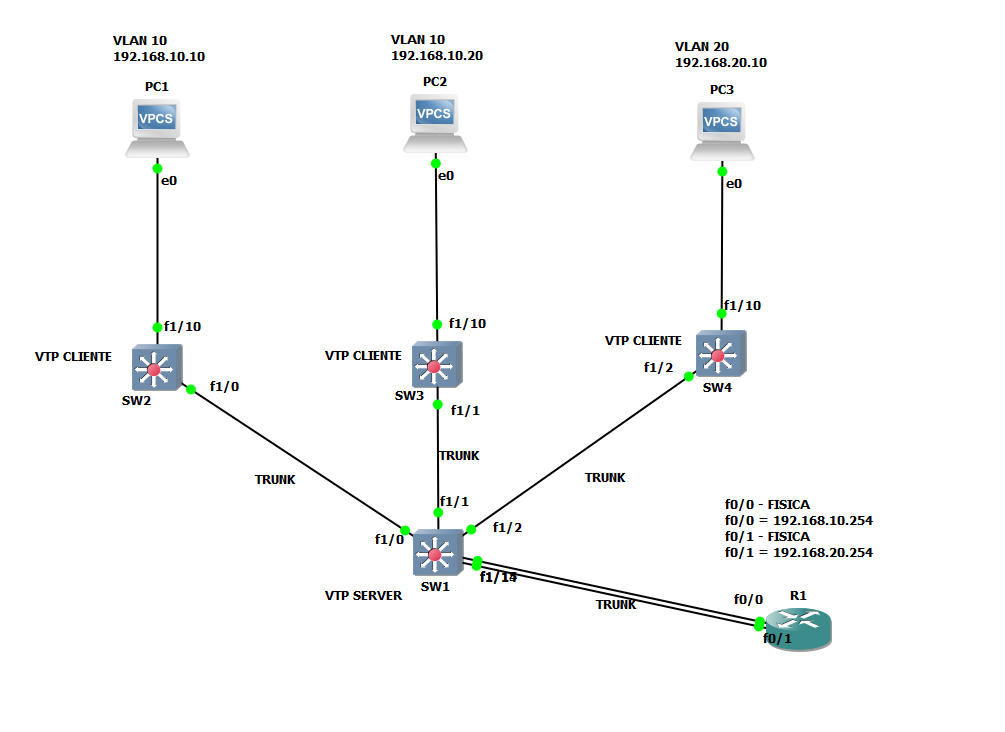 VLAN 10
192.168.10.10
PC1
VPCS
e0
VLAN 10
192.168.10.20
PC2
VPCS
e0
VLAN 20
192.168.20.10
PC3
VPCS
e0
f1/10
VTP CLIENTE
SW2
f1/0
f1/10
VTP CLIENTE
SW3
f1/1
f1/10
VTP CLIENTE
f1/2
SW4
TRUNK
TRUNK
TRUNK
f1/1
f1/0
f1/2
SW1
VTP SERVER
TRUNK
f0/0 - FISICA
f0/0 = 192.168.10.254
f0/1 - FISICA
f0/1 = 192.168.20.254
f0/0
R1
f0/1